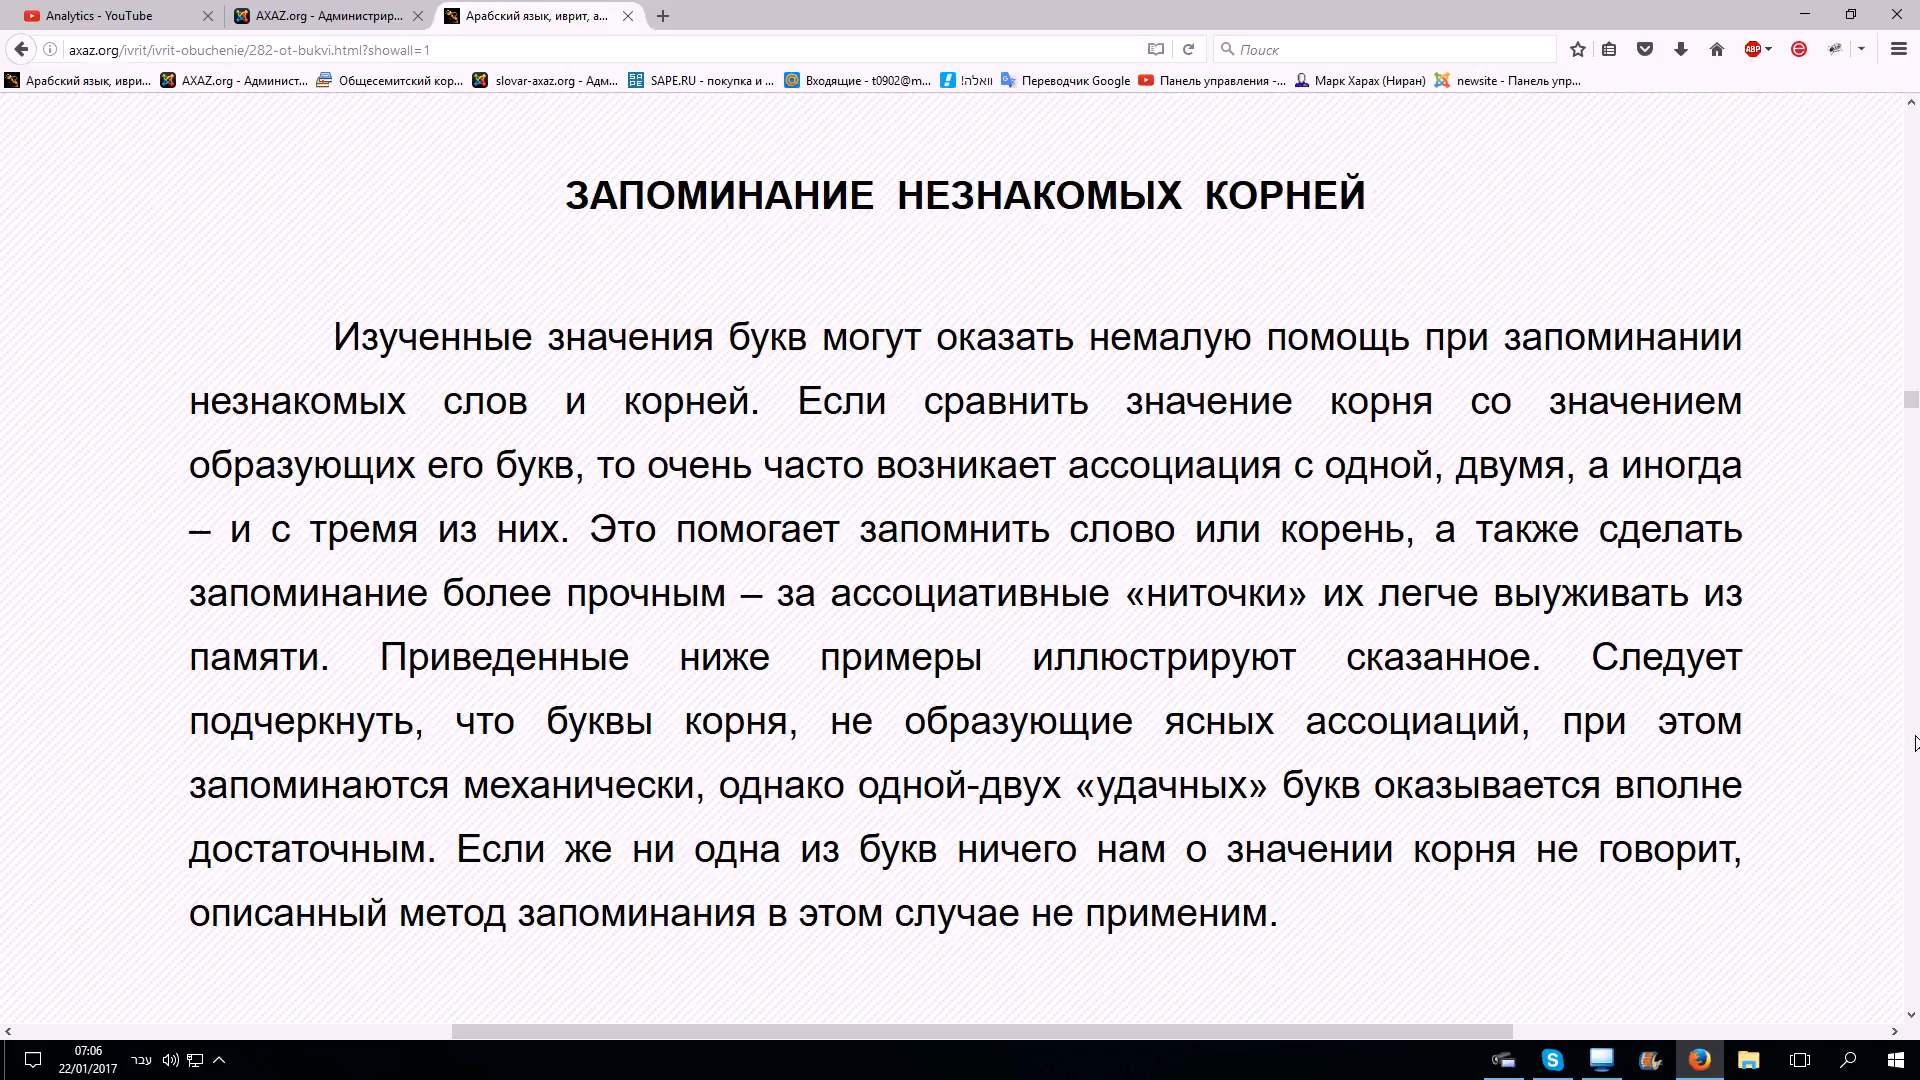 Analytics - YouTube
AXAZ.org - Администрир...
Арабский язык, иврит, а...
axaz.org/ivrit/ivrit-obuchenie/282-ot-bukvi.html?showall=1
Поиск
ABP
Арабский язык, иври...
AXAZ.org - Админист...
Общесемитский кор...
slovar-axaz.org - Адм...
SAPE.RU - покупка и ...
Входящие - t0902@m...
וואלה!
Переводчик Google
Панель управления -...
Марк Харах (Ниран)
newsite - Панель упр...
ЗАПОМИНАНИЕ НЕЗНАКОМЫХ КОРНЕЙ
Изученные значения букв могут оказать немалую помощь при запоминании
незнакомых слов и корней. Если сравнить значение корня со значением
образующих его букв, то очень часто возникает ассоциация с одной, двумя, а иногда
– и с тремя из них. Это помогает запомнить слово или корень, а также сделать
запоминание более прочным – за ассоциативные «ниточки» их легче выуживать из
памяти. Приведенные ниже примеры иллюстрируют сказанное. Следует
подчеркнуть, что буквы корня, не образующие ясных ассоциаций, при этом
запоминаются механически, однако одной-двух «удачных» букв оказывается вполне
достаточным. Если же ни одна из букв ничего нам о значении корня не говорит,
описанный метод запоминания в этом случае не применим.
07:06
22/01/2017
עבר